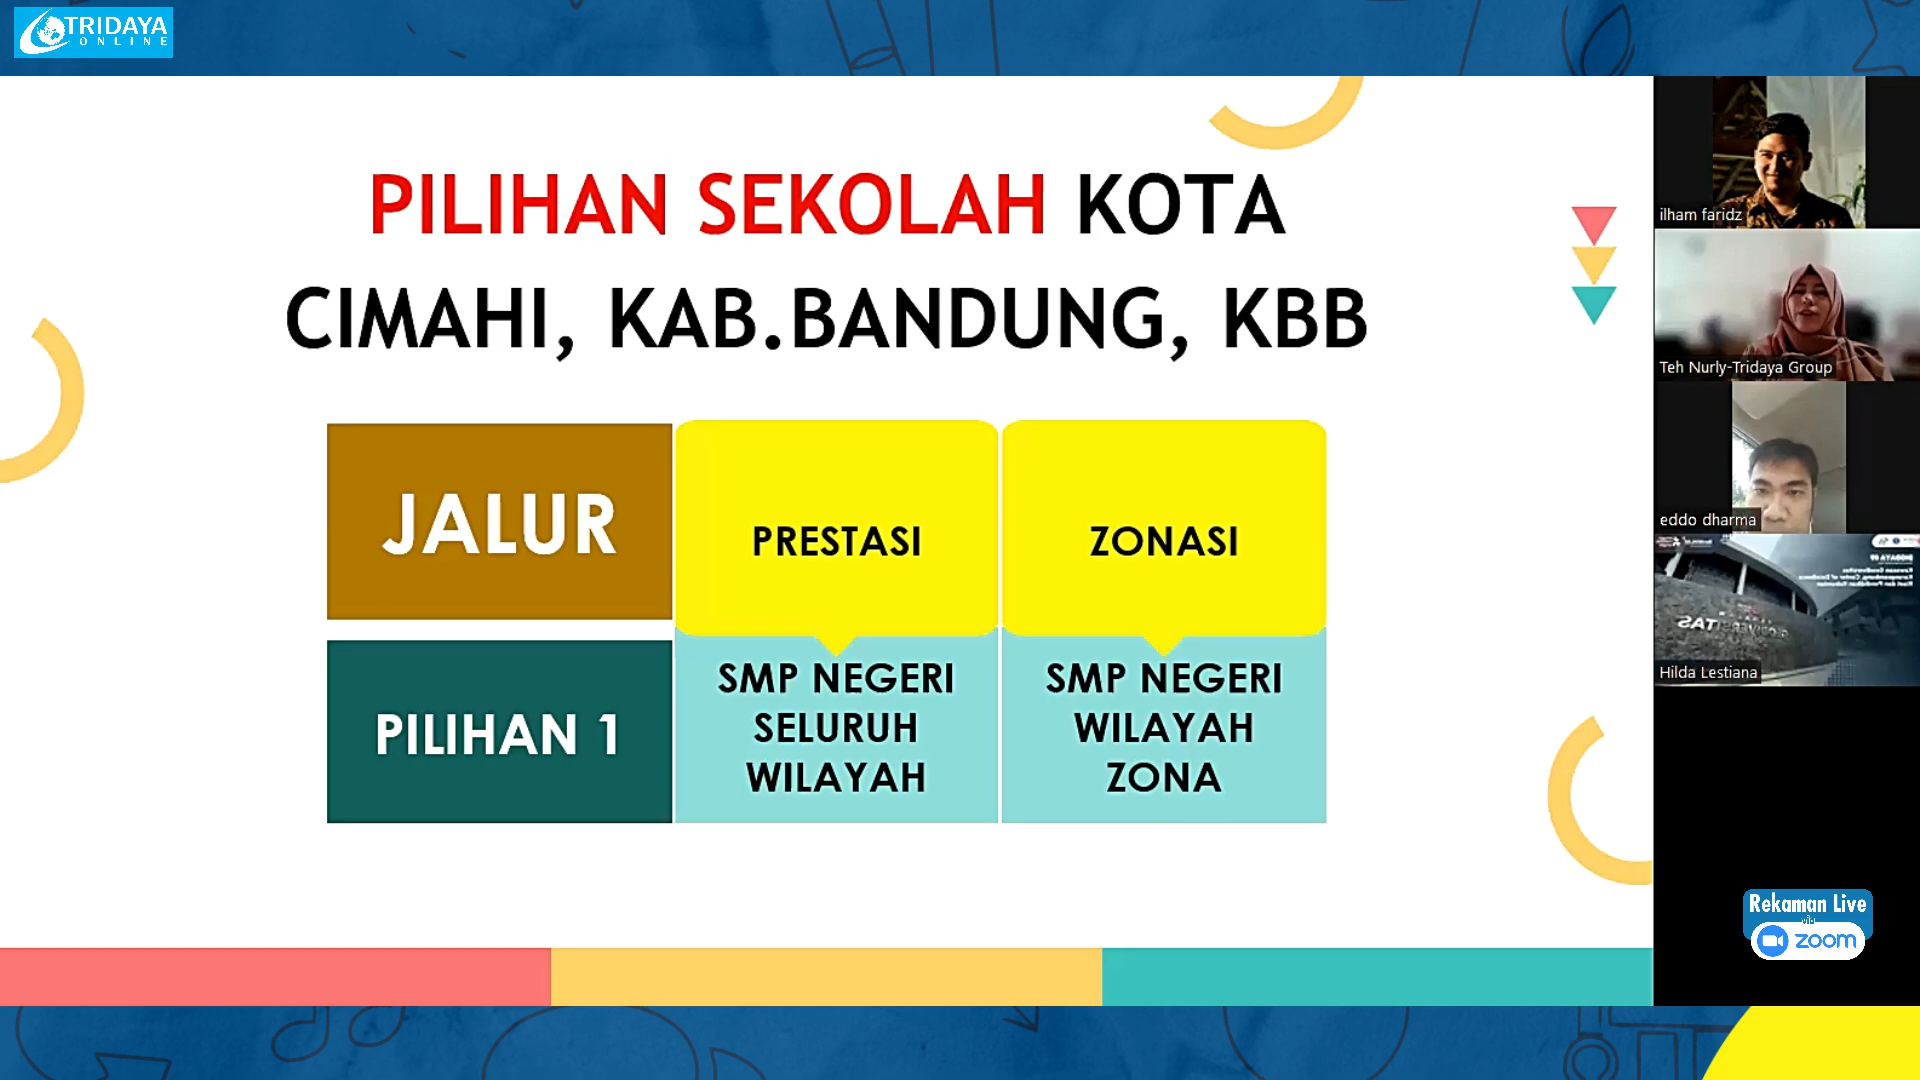 TRIDAYA
ONLINE
PILIHAN SEKOLAH KOTA
CIMAHI, KAB.BANDUNG, KBB
JALUR
PRESTASI
ZONASI
PILIHAN 1
SMP NEGERI
SELURUH
WILAYAH
SMP NEGERI
WILAYAH
ZONA
ilham faridz
Teh Nurly-Tridaya Group
eddo dharma
Hilda Lestiana
Rekaman Live
via
zoom